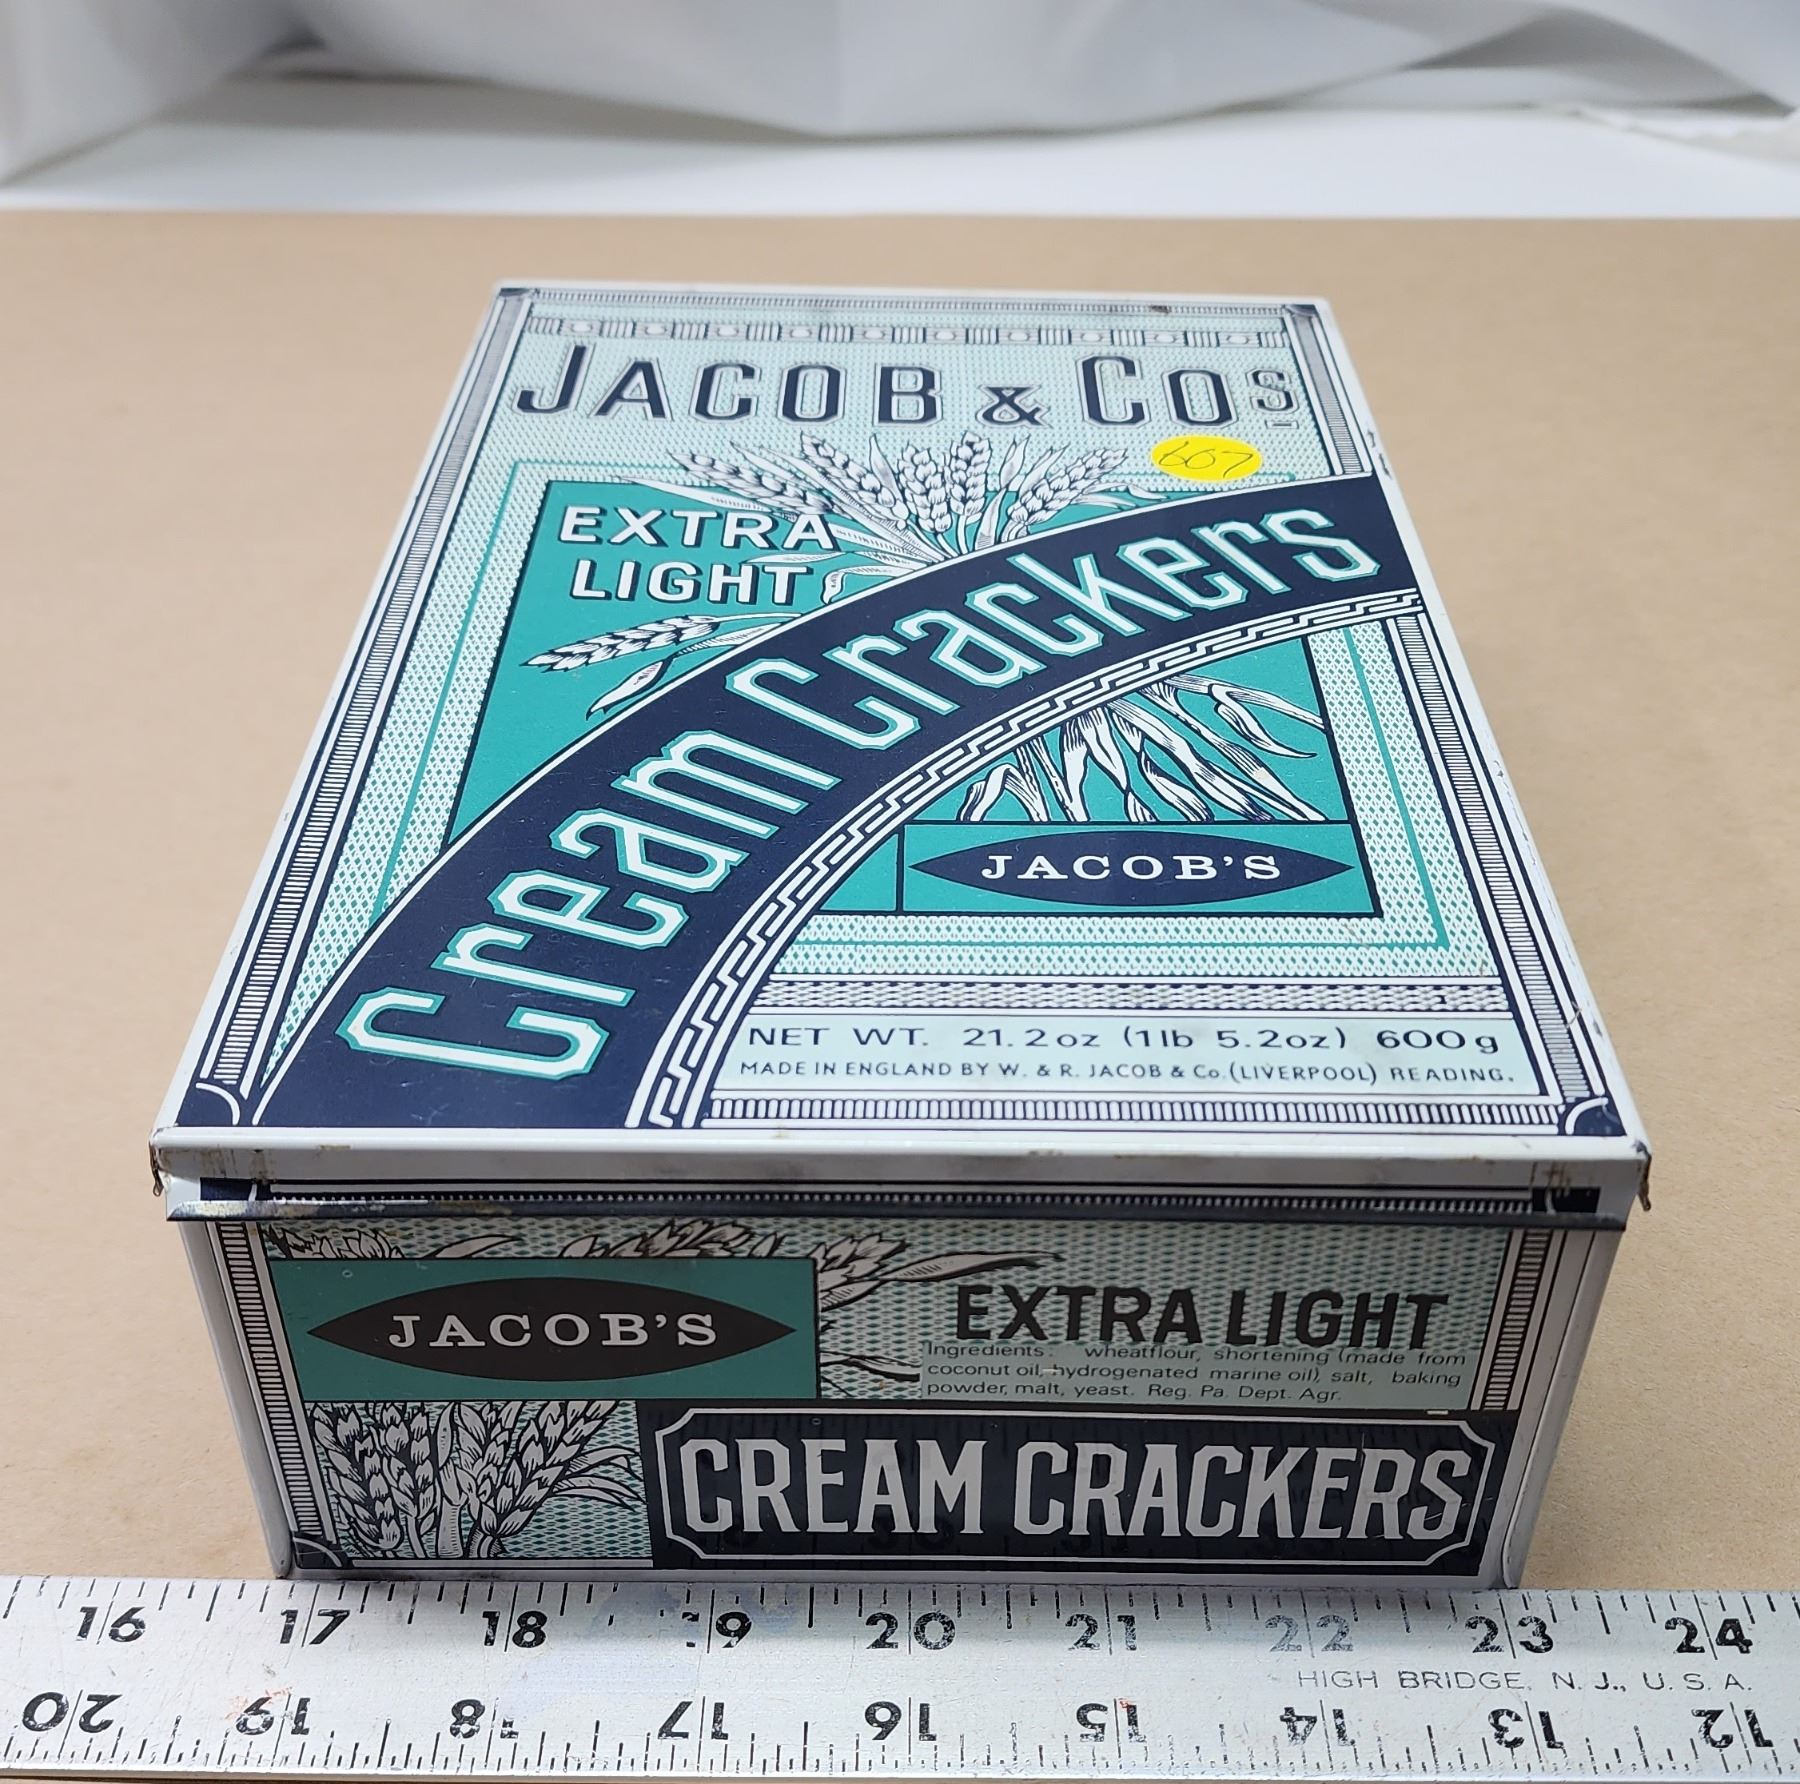 JACOB & COS
607
EXTRA
LIGHT
Cream Crackers
JACOB'S
NET WT. 21.2oz (1lb 5.2oz) 600g
MADE IN ENGLAND BY W. & R. JACOB & Co. (LIVERPOOL) READING.
JACOB'S
EXTRA LIGHT
Ingredients: wheatflour, shortening (made from
coconut oil, hydrogenated marine oil), salt, baking
powder, malt, yeast. Reg. Pa. Dept. Agr.
CREAM CRACKERS
16 17 18 19 20 21 22 23 24
HIGH BRIDGE, N. J., U. S. A.
20 19 18 17 16 15 14 13 12